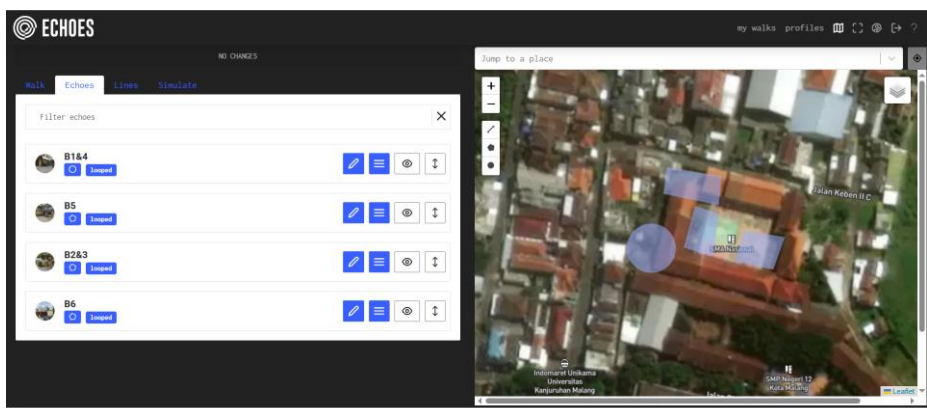 ECHOES
my walks profiles ?
NO CHANGES
Jump to a place
Walk Echoes Lines Simulate
Filter echoes
B1&4
looped
B5
looped
B2&3
looped
B6
looped
+
−
Jalan Keben II C
SMA Nasional
Indomaret Unikama
Universitas
Kanjuruhan Malang
SMP Negeri 12
Kota Malang
Leaflet